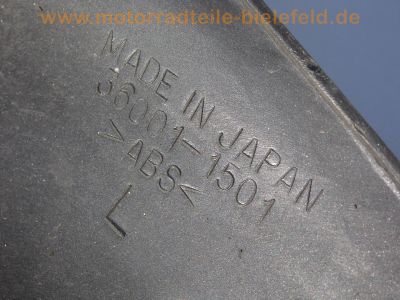 www.motorradteile-bielefeld.de
MADE IN JAPAN
36001-1501
>ABS<
L